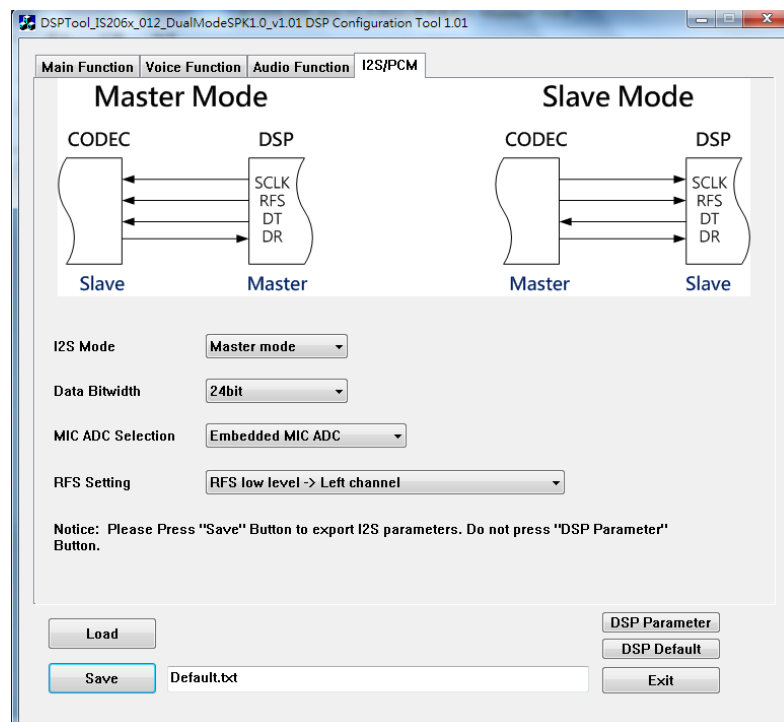 DSPTool_IS206x_012_DualModeSPK1.0_v1.01 DSP Configuration Tool 1.01
Main Function Voice Function Audio Function I2S/PCM
Master Mode Slave Mode
CODEC DSP CODEC DSP
SCLK SCLK
RFS RFS
DT DT
DR DR
Slave Master Master Slave
I2S Mode Master mode
Data Bitwidth 24bit
MIC ADC Selection Embedded MIC ADC
RFS Setting RFS low level -> Left channel
Notice: Please Press "Save" Button to export I2S parameters. Do not press "DSP Parameter"
Button.
Load DSP Parameter
DSP Default
Save Default.txt Exit